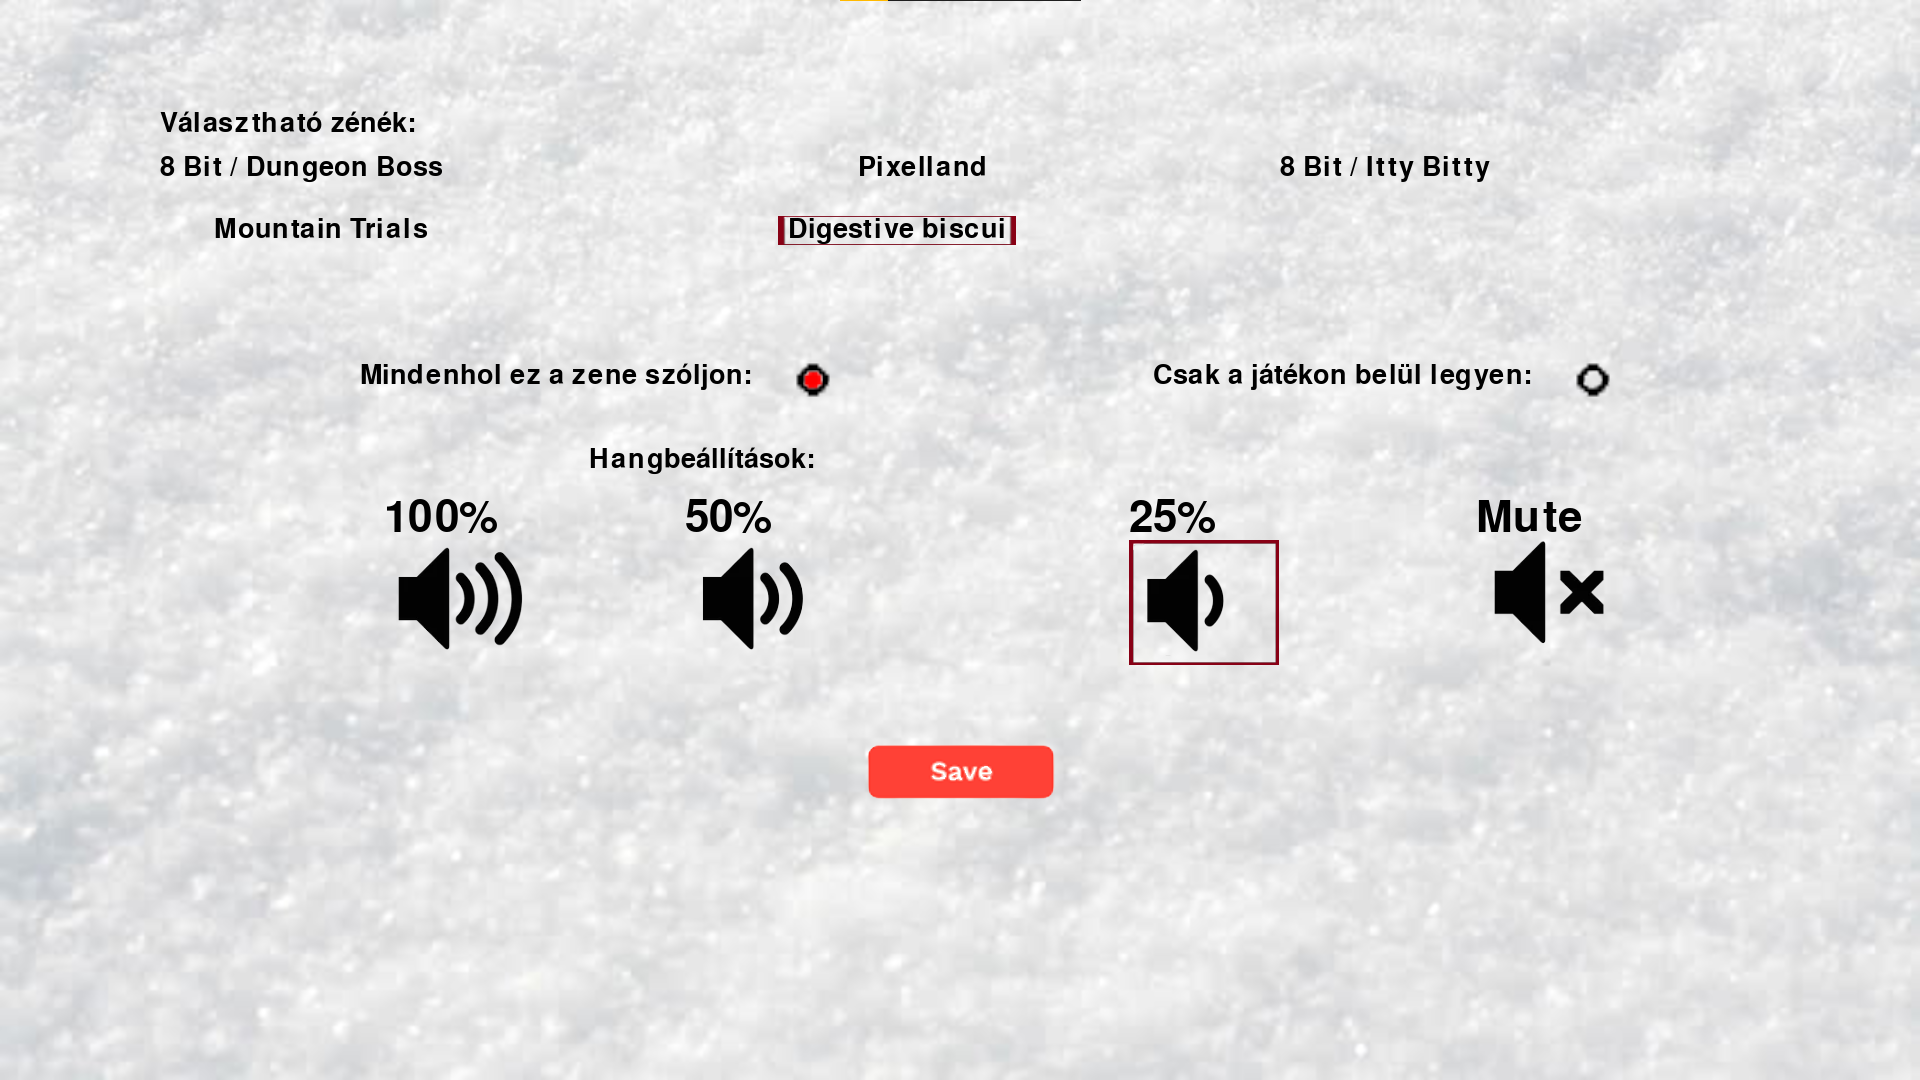 Választható zénék:
8 Bit / Dungeon Boss Pixelland 8 Bit / Itty Bitty
Mountain Trials Digestive biscui
Mindenhol ez a zene szóljon: Csak a játékon belül legyen:
Hangbeállítások:
100% 50% 25% Mute
Save